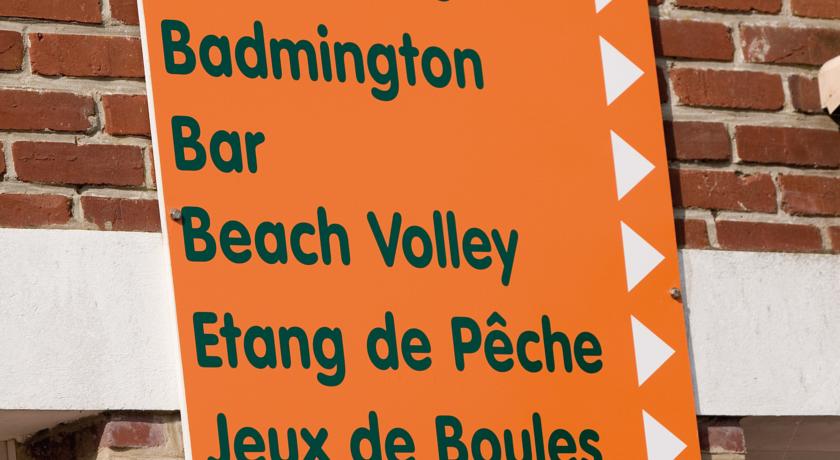 Badmington
Bar
Beach Volley
Etang de Pêche
Jeux de Boules